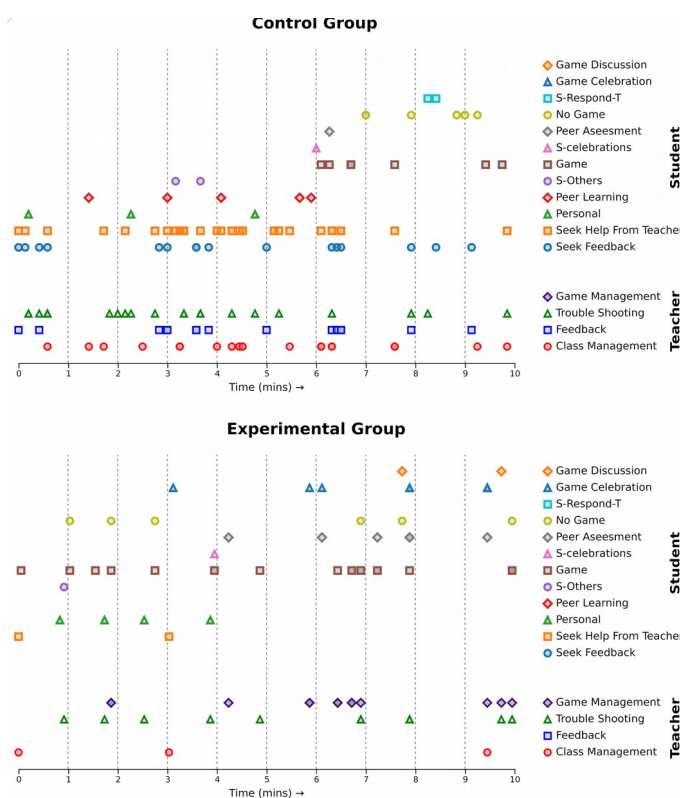 Control Group
Game Discussion
Game Celebration
S-Respond-T
No Game
Peer Aseesment
S-celebrations
Game
S-Others
Peer Learning
Personal
Seek Help From Teacher
Seek Feedback
Student
Game Management
Trouble Shooting
Feedback
Class Management
Teacher
0 1 2 3 4 5 6 7 8 9 10
Time (mins) →
Experimental Group
Game Discussion
Game Celebration
S-Respond-T
No Game
Peer Aseesment
S-celebrations
Game
S-Others
Peer Learning
Personal
Seek Help From Teacher
Seek Feedback
Student
Game Management
Trouble Shooting
Feedback
Class Management
Teacher
0 1 2 3 4 5 6 7 8 9 10
Time (mins) →